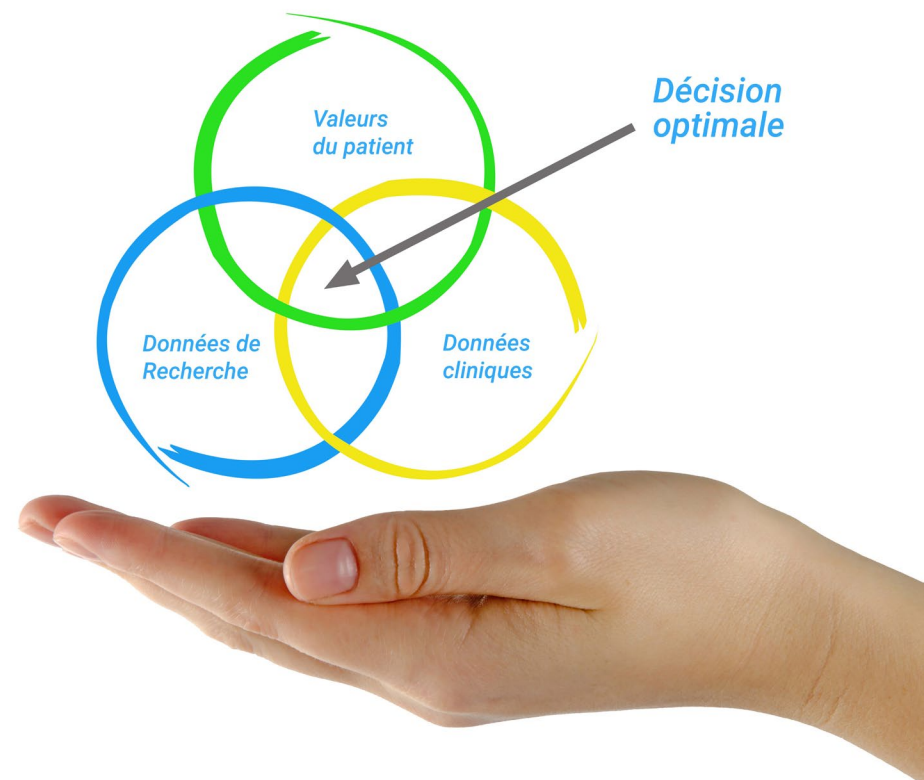 Valeurs
du patient
Décision
optimale
Données de
Recherche
Données
cliniques